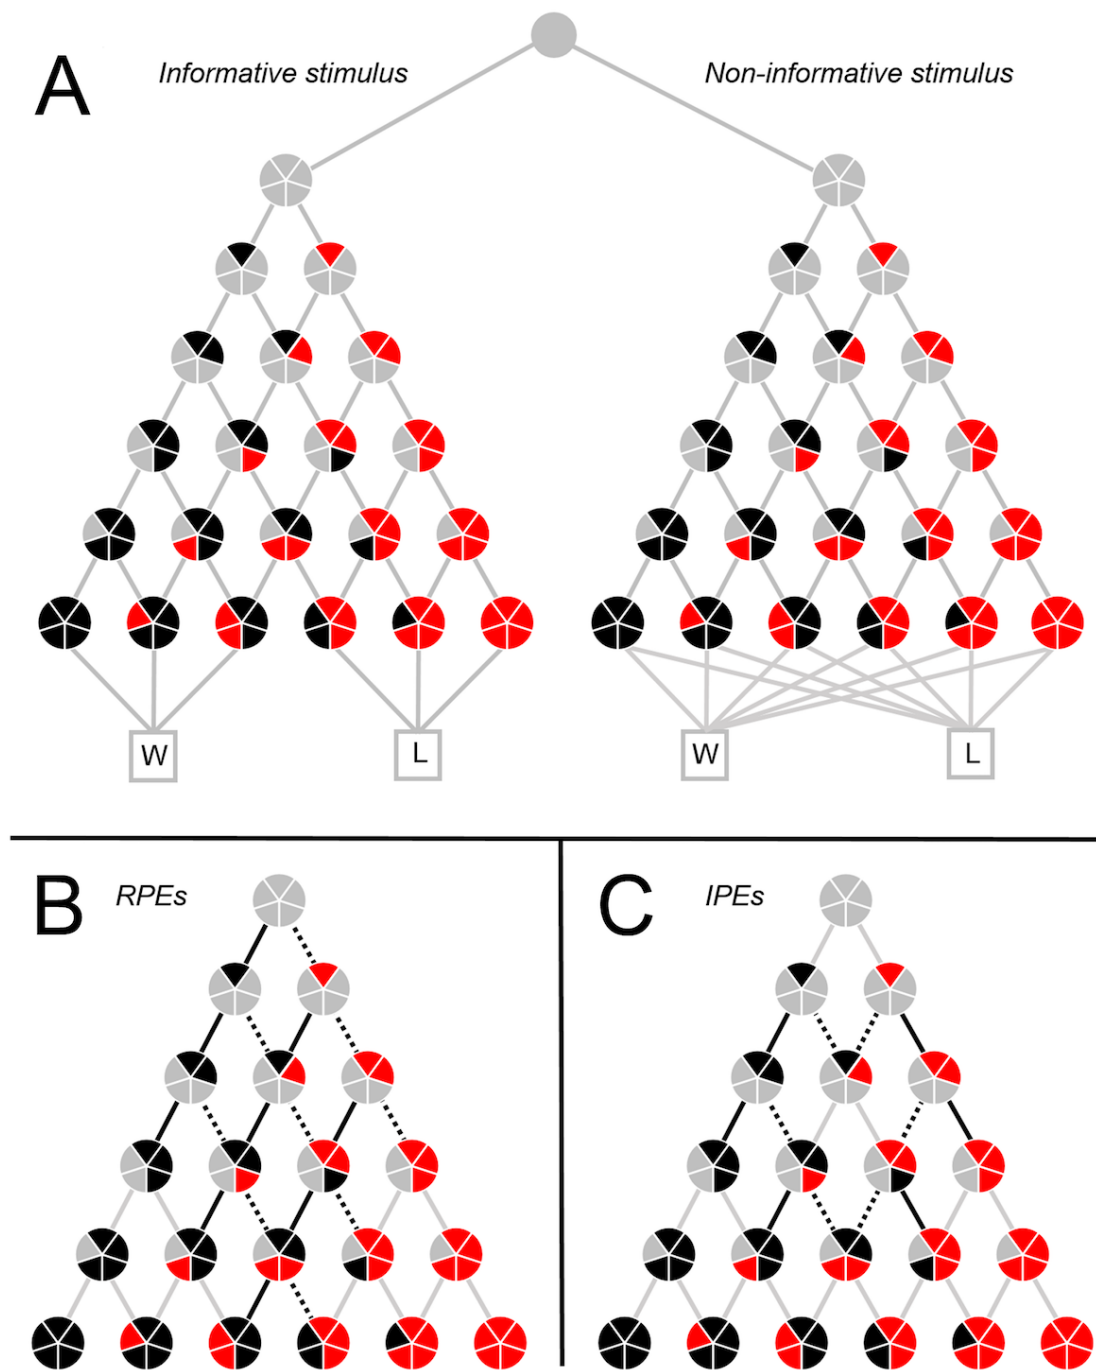 A
Informative stimulus
Non-informative stimulus
W
L
W
L
B
RPEs
C
IPEs